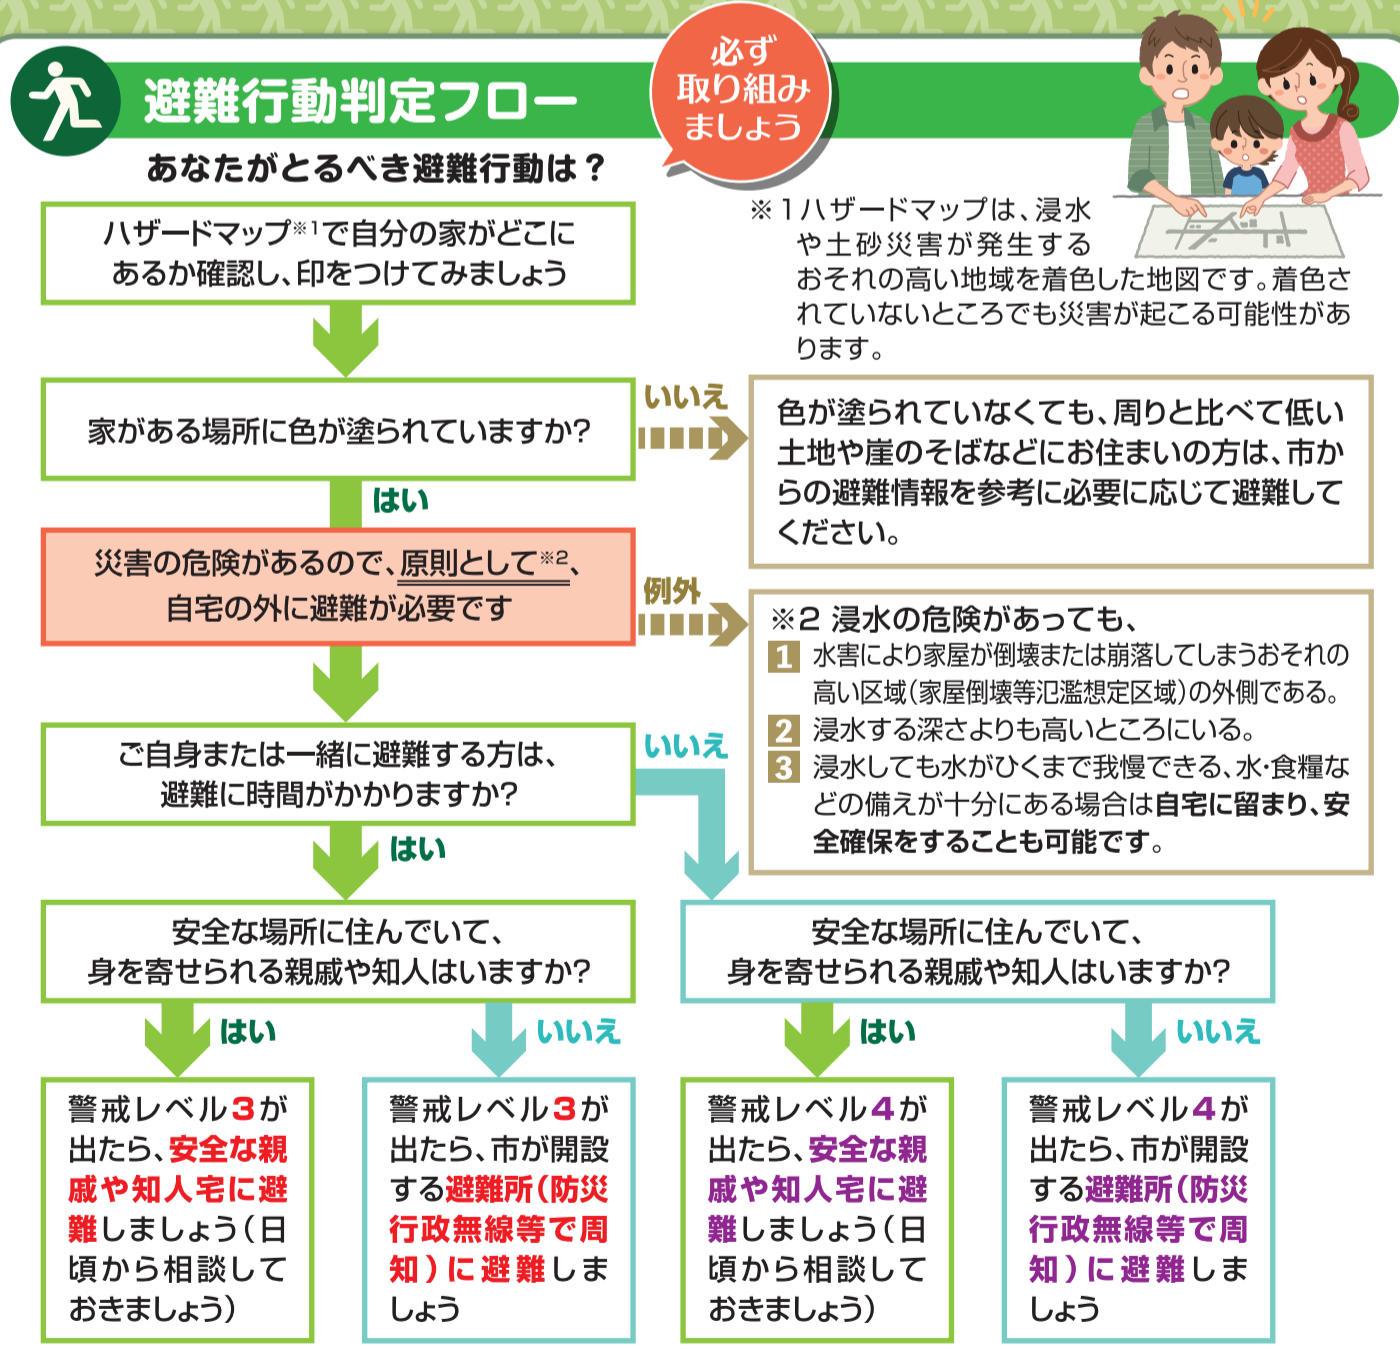 避難行動判定フロー
必ず
取り組み
ましょう
あなたがとるべき避難行動は？
ハザードマップ※1で自分の家がどこに
あるか確認し、印をつけてみましょう
※1ハザードマップは、浸水
や土砂災害が発生する
おそれの高い地域を着色した地図です。着色さ
れていないところでも災害が起こる可能性があ
ります。
家がある場所に色が塗られていますか?
いいえ
色が塗られていなくても、周りと比べて低い
土地や崖のそばなどにお住まいの方は、市か
らの避難情報を参考に必要に応じて避難して
ください。
はい
災害の危険があるので、原則として※2、
自宅の外に避難が必要です
例外
※2 浸水の危険があっても、
1 水害により家屋が倒壊または崩落してしまうおそれの
高い区域(家屋倒壊等氾濫想定区域)の外側である。
2 浸水する深さよりも高いところにいる。
3 浸水しても水がひくまで我慢できる、水・食糧な
どの備えが十分にある場合は自宅に留まり、安
全確保をすることも可能です。
ご自身または一緒に避難する方は、
避難に時間がかかりますか?
いいえ
はい
安全な場所に住んでいて、
身を寄せられる親戚や知人はいますか?
安全な場所に住んでいて、
身を寄せられる親戚や知人はいますか?
はい
いいえ
はい
いいえ
警戒レベル3が
出たら、安全な親
戚や知人宅に避
難しましょう(日
頃から相談して
おきましょう)
警戒レベル3が
出たら、市が開設
する避難所(防災
行政無線等で周
知)に避難しま
しょう
警戒レベル4が
出たら、安全な親
戚や知人宅に避
難しましょう(日
頃から相談して
おきましょう)
警戒レベル4が
出たら、市が開設
する避難所(防災
行政無線等で周
知)に避難しま
しょう